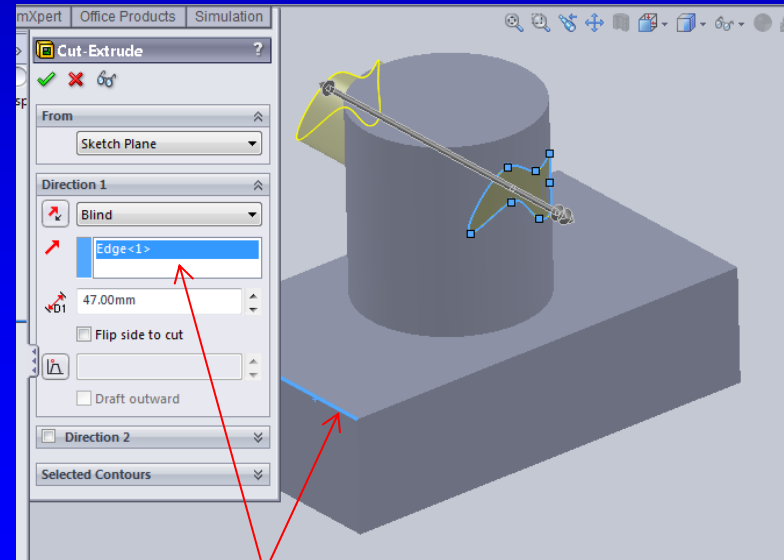 mXpert Office Products Simulation
Cut-Extrude ?
sp
From
Sketch Plane
Direction 1
Blind
Edge<1>
D1 47.00mm
Flip side to cut
Draft outward
Direction 2
Selected Contours